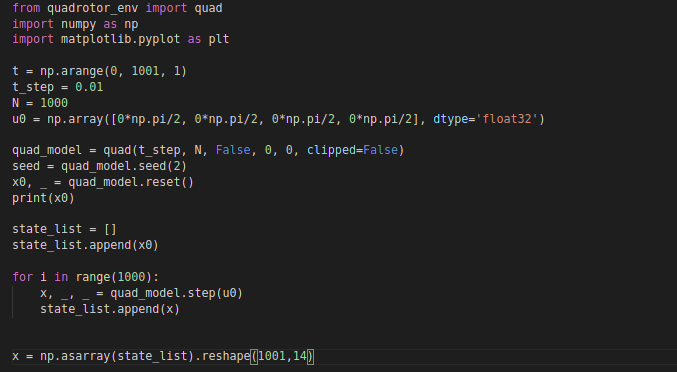 from quadrotor_env import quad
import numpy as np
import matplotlib.pyplot as plt
t = np.arange(0, 1001, 1)
t_step = 0.01
N = 1000
u0 = np.array([0*np.pi/2, 0*np.pi/2, 0*np.pi/2, 0*np.pi/2], dtype='float32')
quad_model = quad(t_step, N, False, 0, 0, clipped=False)
seed = quad_model.seed(2)
x0, _ = quad_model.reset()
print(x0)
state_list = []
state_list.append(x0)
for i in range(1000):
    x, _, _ = quad_model.step(u0)
    state_list.append(x)
x = np.asarray(state_list).reshape(1001,14)